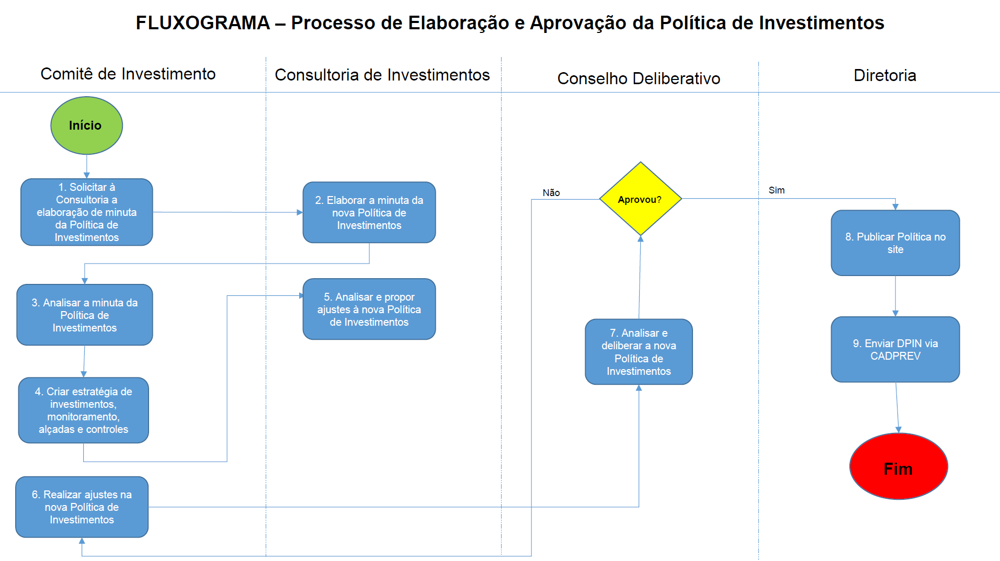 FLUXOGRAMA – Processo de Elaboração e Aprovação da Política de Investimentos
Comitê de Investimento
Consultoria de Investimentos
Conselho Deliberativo
Diretoria
Início
1. Solicitar à
Consultoria a
elaboração de minuta
da Política de
Investimentos
2. Elaborar a minuta da
nova Política de
Investimentos
3. Analisar a minuta da
Política de
Investimentos
4. Criar estratégia de
investimentos,
monitoramento,
alçadas e controles
5. Analisar e propor
ajustes à nova Política
de Investimentos
6. Realizar ajustes na
nova Política de
Investimentos
7. Analisar e
deliberar a nova
Política de
Investimentos
Aprovou?
Não
Sim
8. Publicar Política no
site
9. Enviar DPIN via
CADPREV
Fim